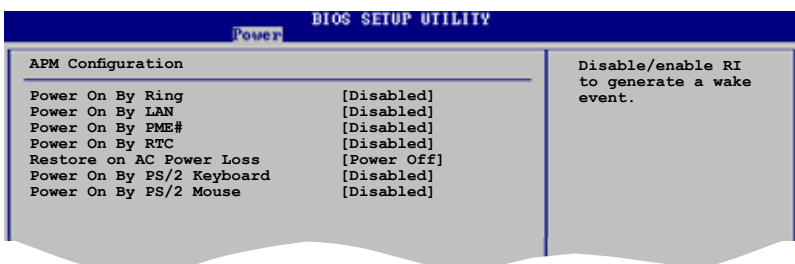 BIOS SETUP UTILITY
Power
APM Configuration
Power On By Ring [Disabled]
Power On By LAN [Disabled]
Power On By PME# [Disabled]
Power On By RTC [Disabled]
Restore on AC Power Loss [Power Off]
Power On By PS/2 Keyboard [Disabled]
Power On By PS/2 Mouse [Disabled]
Disable/enable RI
to generate a wake
event.